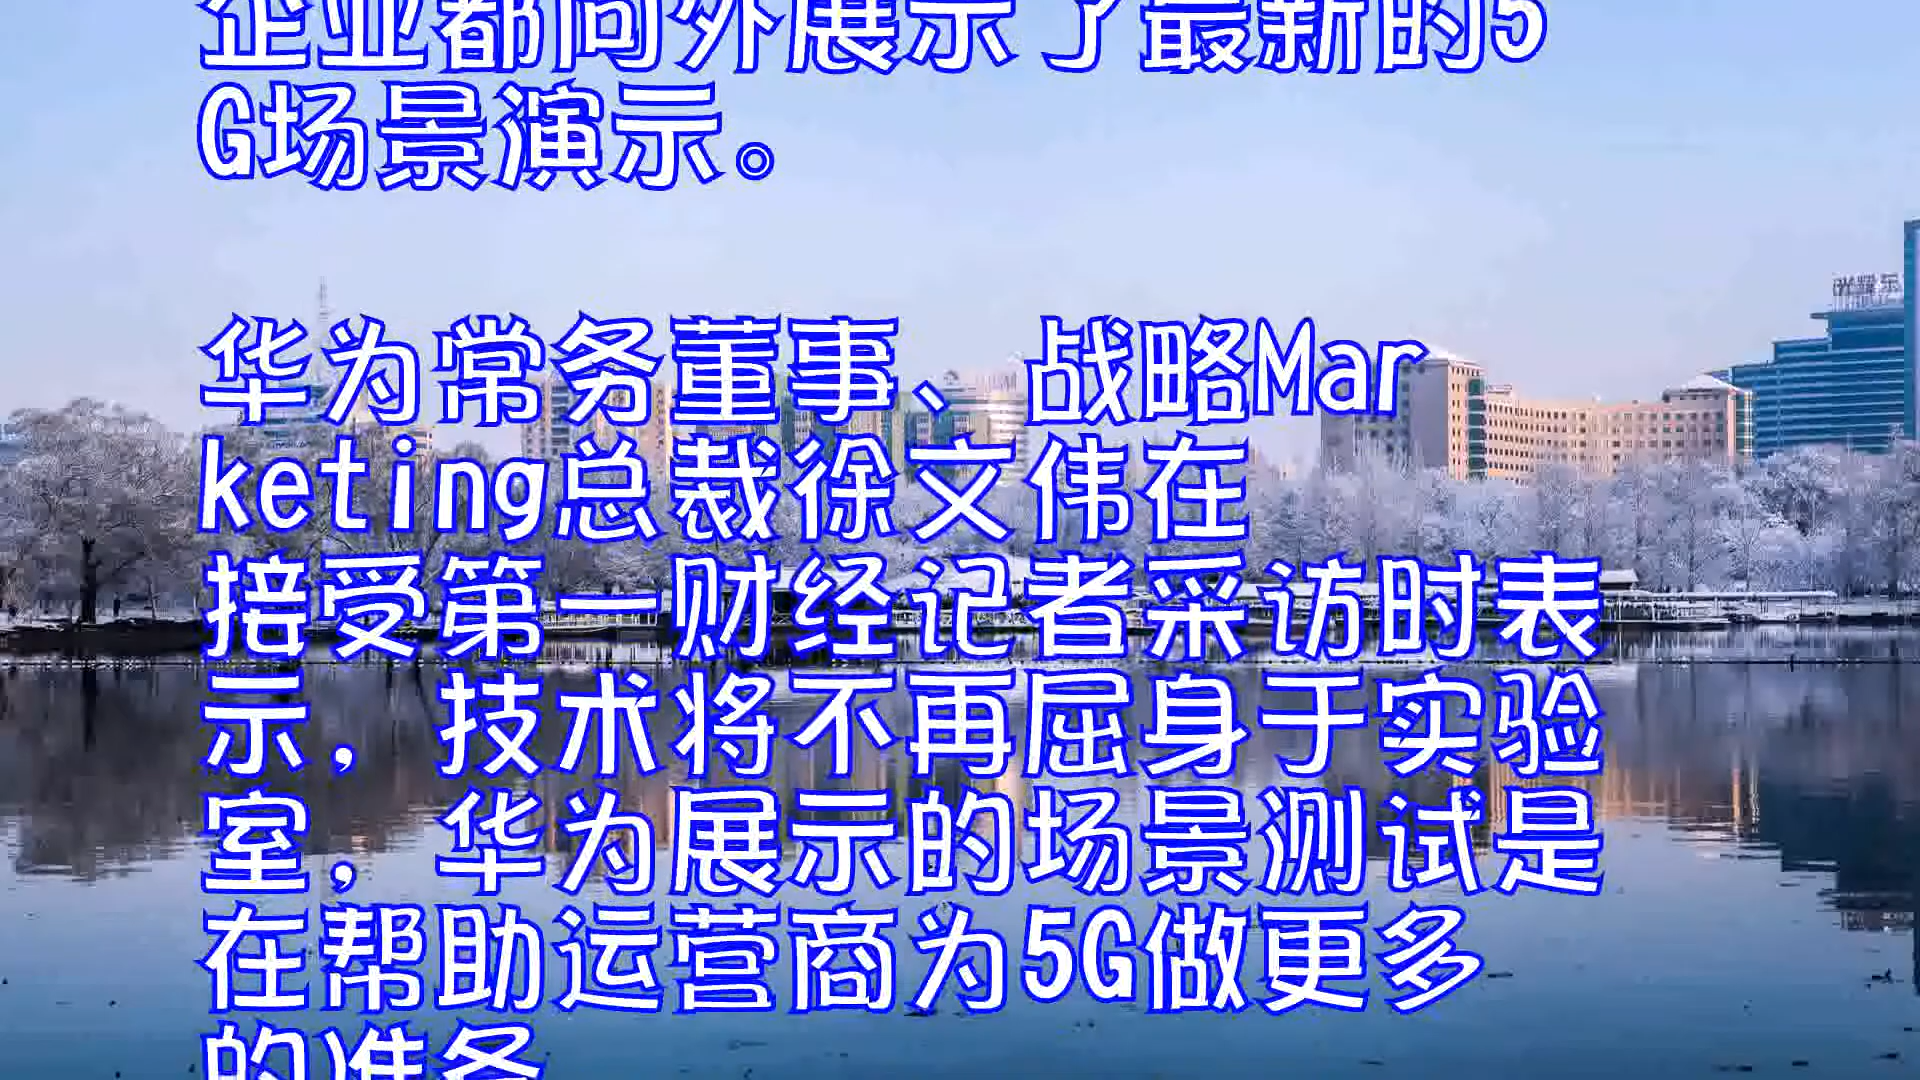 企业都向外展示了最新的5
G场景演示。
华为常务董事、战略Mar
keting总裁徐文伟在
接受第一财经记者采访时表
示，技术将不再屈身于实验
室，华为展示的场景测试是
在帮助运营商为5G做更多
的准备